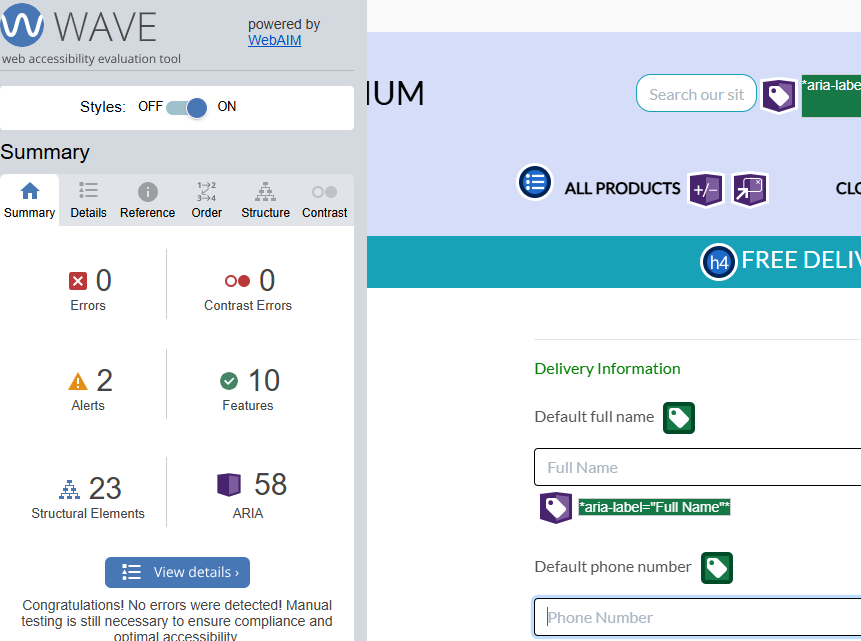 WAVE
powered by
WebAIM
web accessibility evaluation tool
Styles: OFF ON
Summary
Summary Details Reference Order Structure Contrast
0 0
Errors Contrast Errors
2 10
Alerts Features
23 58
Structural Elements ARIA
View details ›
Congratulations! No errors were detected! Manual
testing is still necessary to ensure compliance and
optimal accessibility
IUM
Search our sit
*aria-labe
ALL PRODUCTS +/− CLO
h4 FREE DELIV
Delivery Information
Default full name
Full Name
*aria-label="Full Name"*
Default phone number
Phone Number